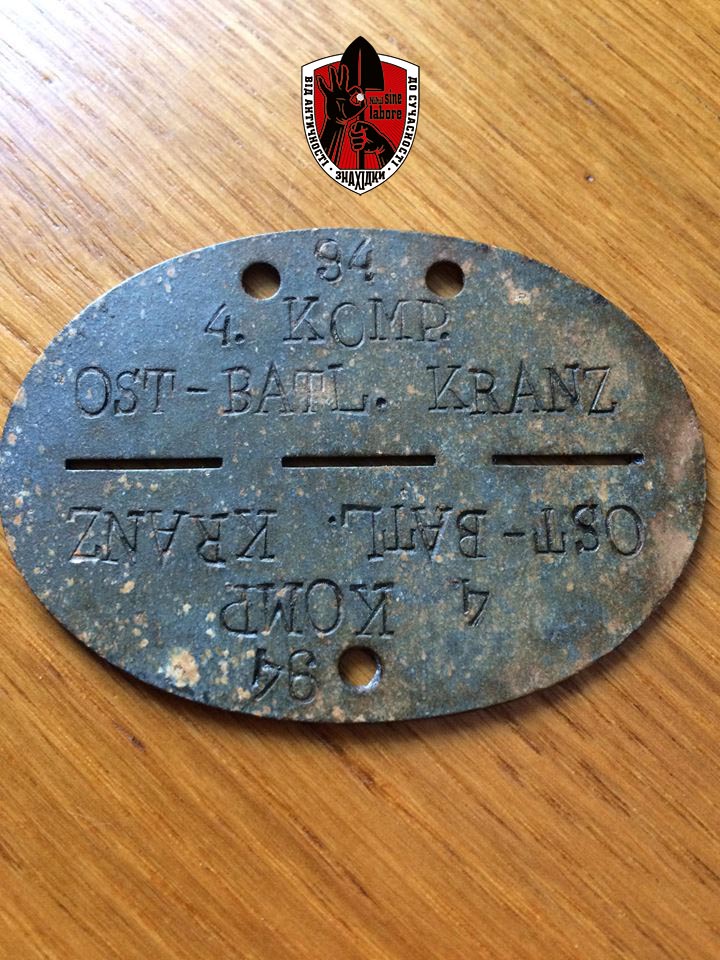 ВІД АНТИЧНОСТІ · ЗНАХІДКИ · ДО СУЧАСНОСТІ
Nihil sine
labore
94
4. KOMP.
OST-BATL. KRANZ
94
4 KOMP
OST-BATL. KRANZ